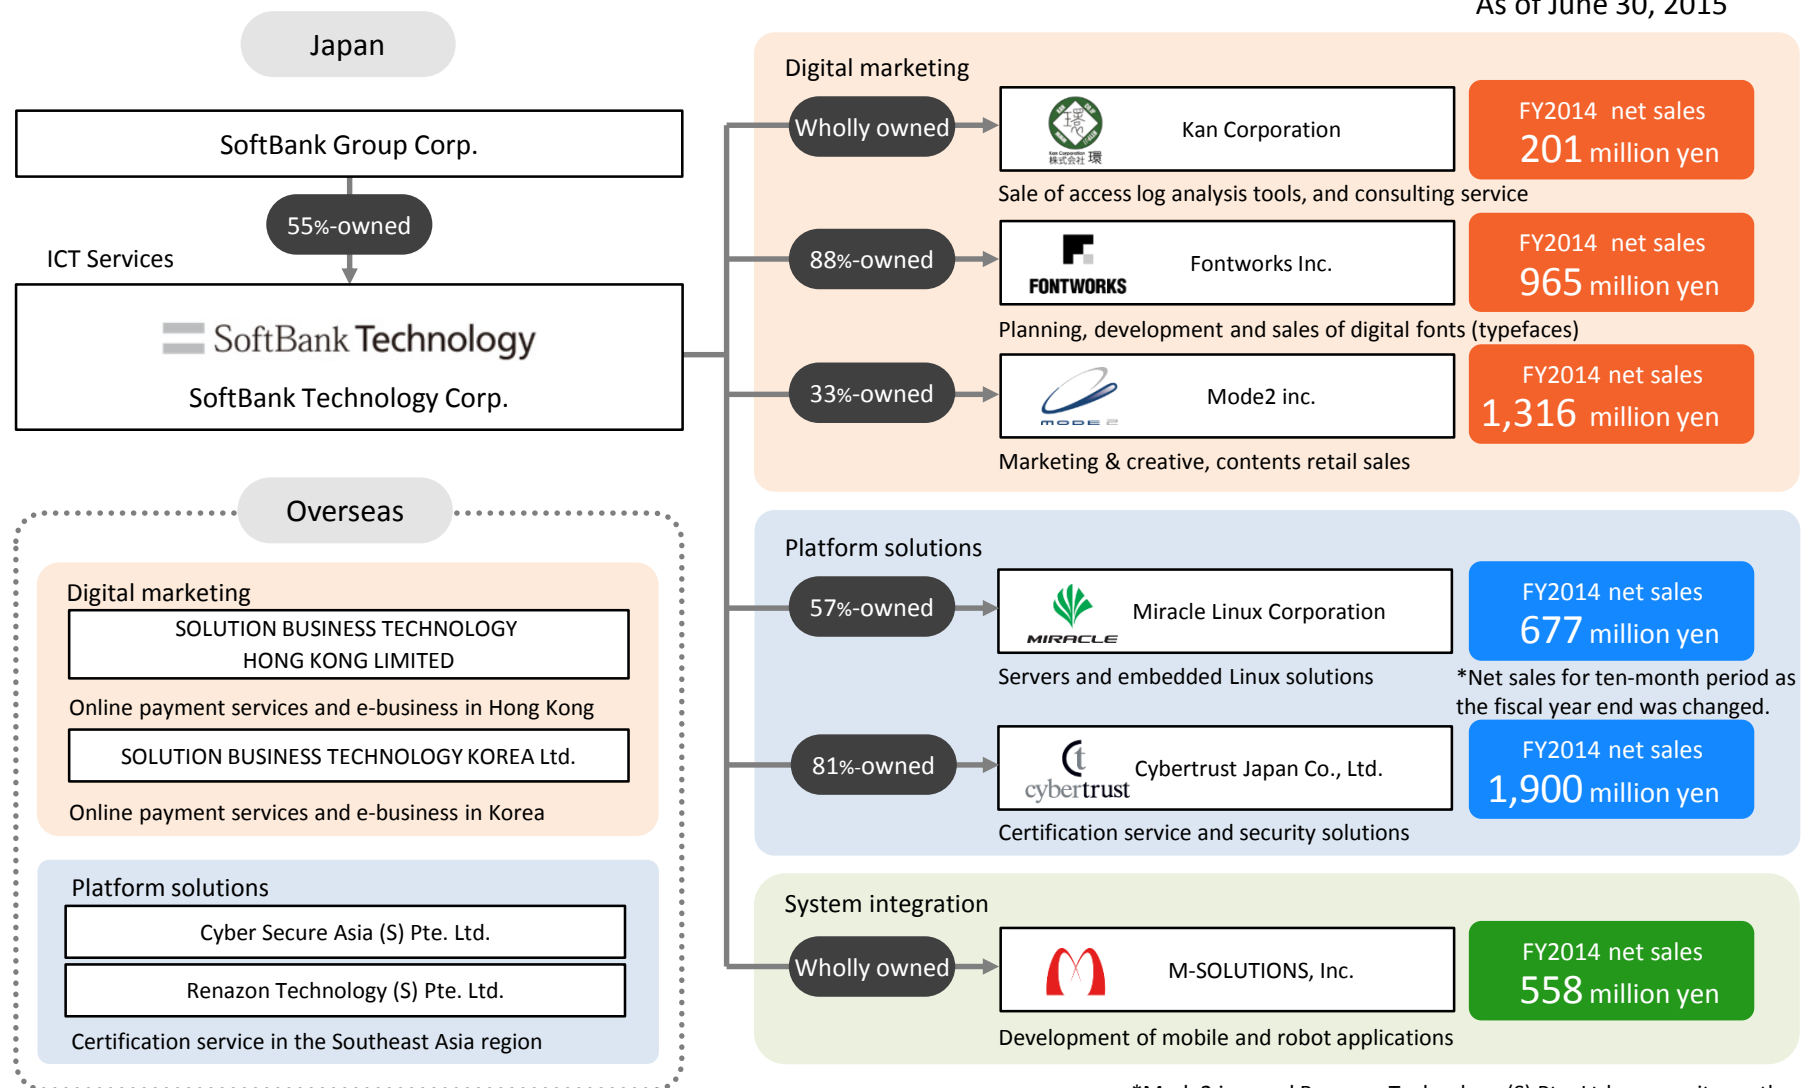 As of June 30, 2015
Japan
SoftBank Group Corp.
55%-owned
ICT Services
SoftBank Technology
SoftBank Technology Corp.
Overseas
Digital marketing
SOLUTION BUSINESS TECHNOLOGY
HONG KONG LIMITED
Online payment services and e-business in Hong Kong
SOLUTION BUSINESS TECHNOLOGY KOREA Ltd.
Online payment services and e-business in Korea
Platform solutions
Cyber Secure Asia (S) Pte. Ltd.
Renazon Technology (S) Pte. Ltd.
Certification service in the Southeast Asia region
Digital marketing
Wholly owned
株式会社 環
Kan Corporation
FY2014 net sales
201 million yen
Sale of access log analysis tools, and consulting service
88%-owned
FONTWORKS
Fontworks Inc.
FY2014 net sales
965 million yen
Planning, development and sales of digital fonts (typefaces)
33%-owned
MODE 2
Mode2 inc.
FY2014 net sales
1,316 million yen
Marketing & creative, contents retail sales
Platform solutions
57%-owned
MIRACLE
Miracle Linux Corporation
FY2014 net sales
677 million yen
Servers and embedded Linux solutions
*Net sales for ten-month period as
the fiscal year end was changed.
81%-owned
cybertrust
Cybertrust Japan Co., Ltd.
FY2014 net sales
1,900 million yen
Certification service and security solutions
System integration
Wholly owned
M-SOLUTIONS, Inc.
FY2014 net sales
558 million yen
Development of mobile and robot applications